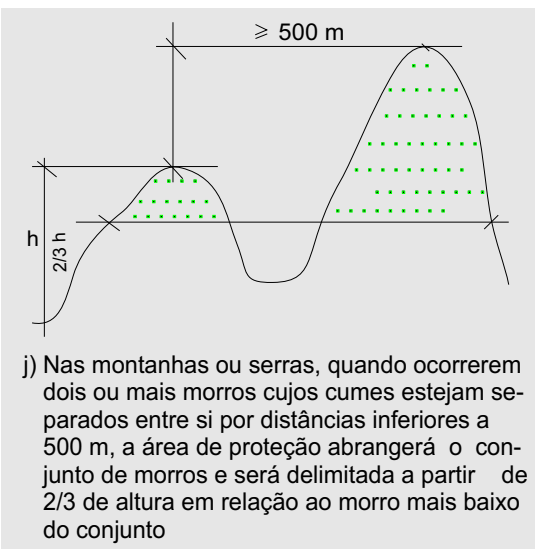 ⩾ 500 m
h
2/3 h
j) Nas montanhas ou serras, quando ocorrerem
dois ou mais morros cujos cumes estejam se-
parados entre si por distâncias inferiores a
500 m, a área de proteção abrangerá o con-
junto de morros e será delimitada a partir de
2/3 de altura em relação ao morro mais baixo
do conjunto